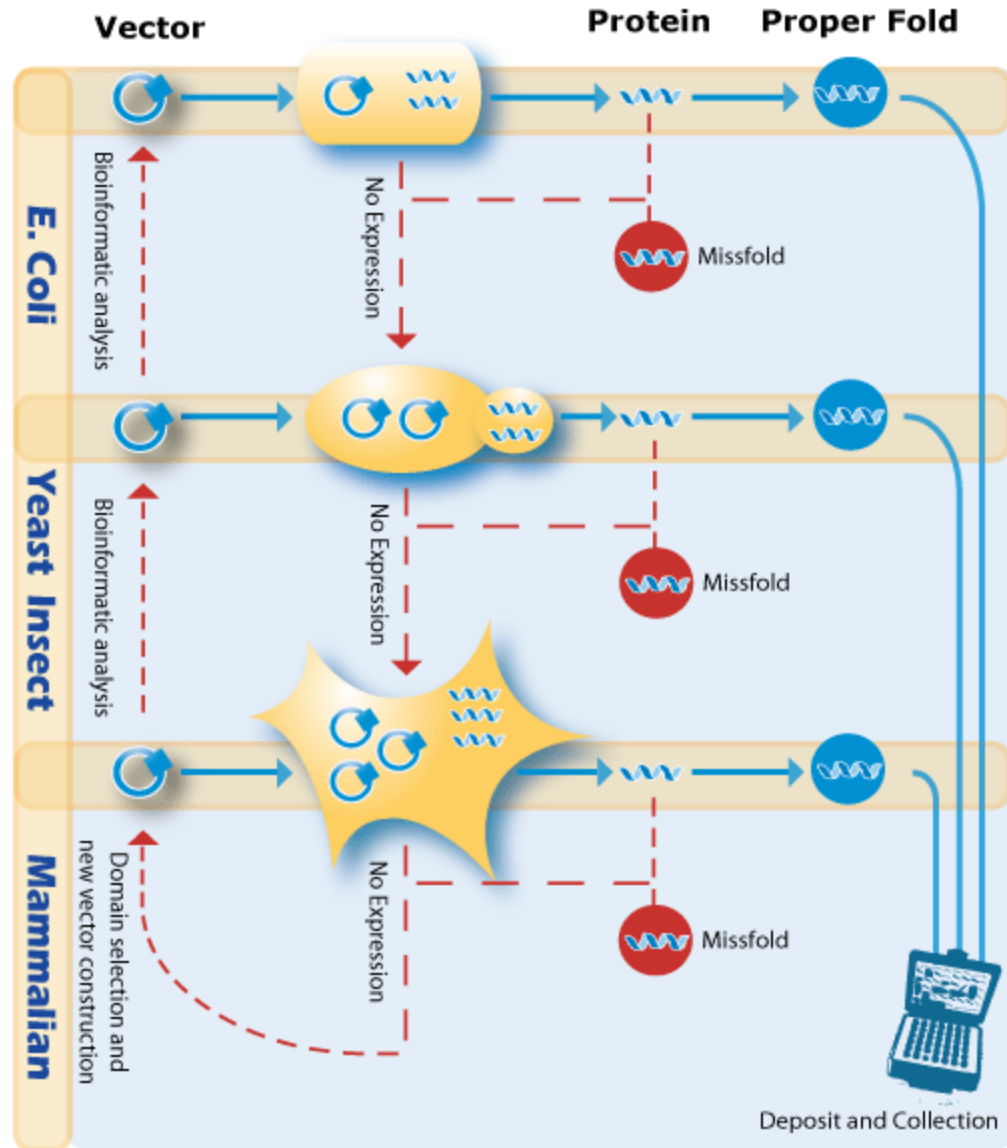 Vector
Protein
Proper Fold
E. Coli
Bioinformatic analysis
No Expression
Missfold
Yeast Insect
Bioinformatic analysis
No Expression
Missfold
Mammalian
Domain selection and
new vector construction
No Expression
Missfold
Deposit and Collection